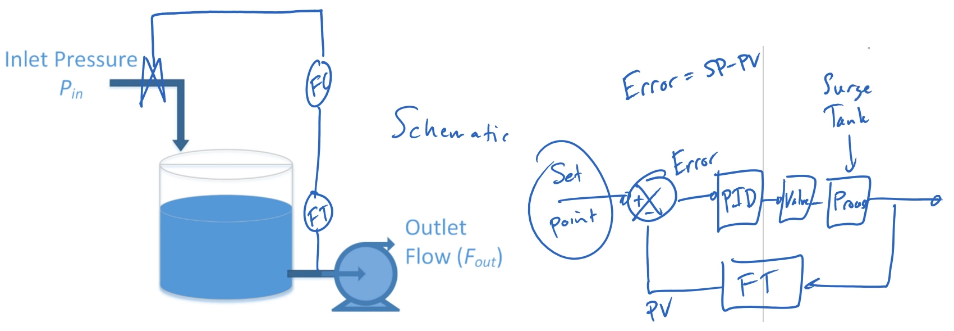 Inlet Pressure
Pin
FC
FT
Outlet
Flow (Fout)
Schematic
Error = SP-PV
Surge
Tank
Set
point
+
-
Error
PID
Valve
FT
PV